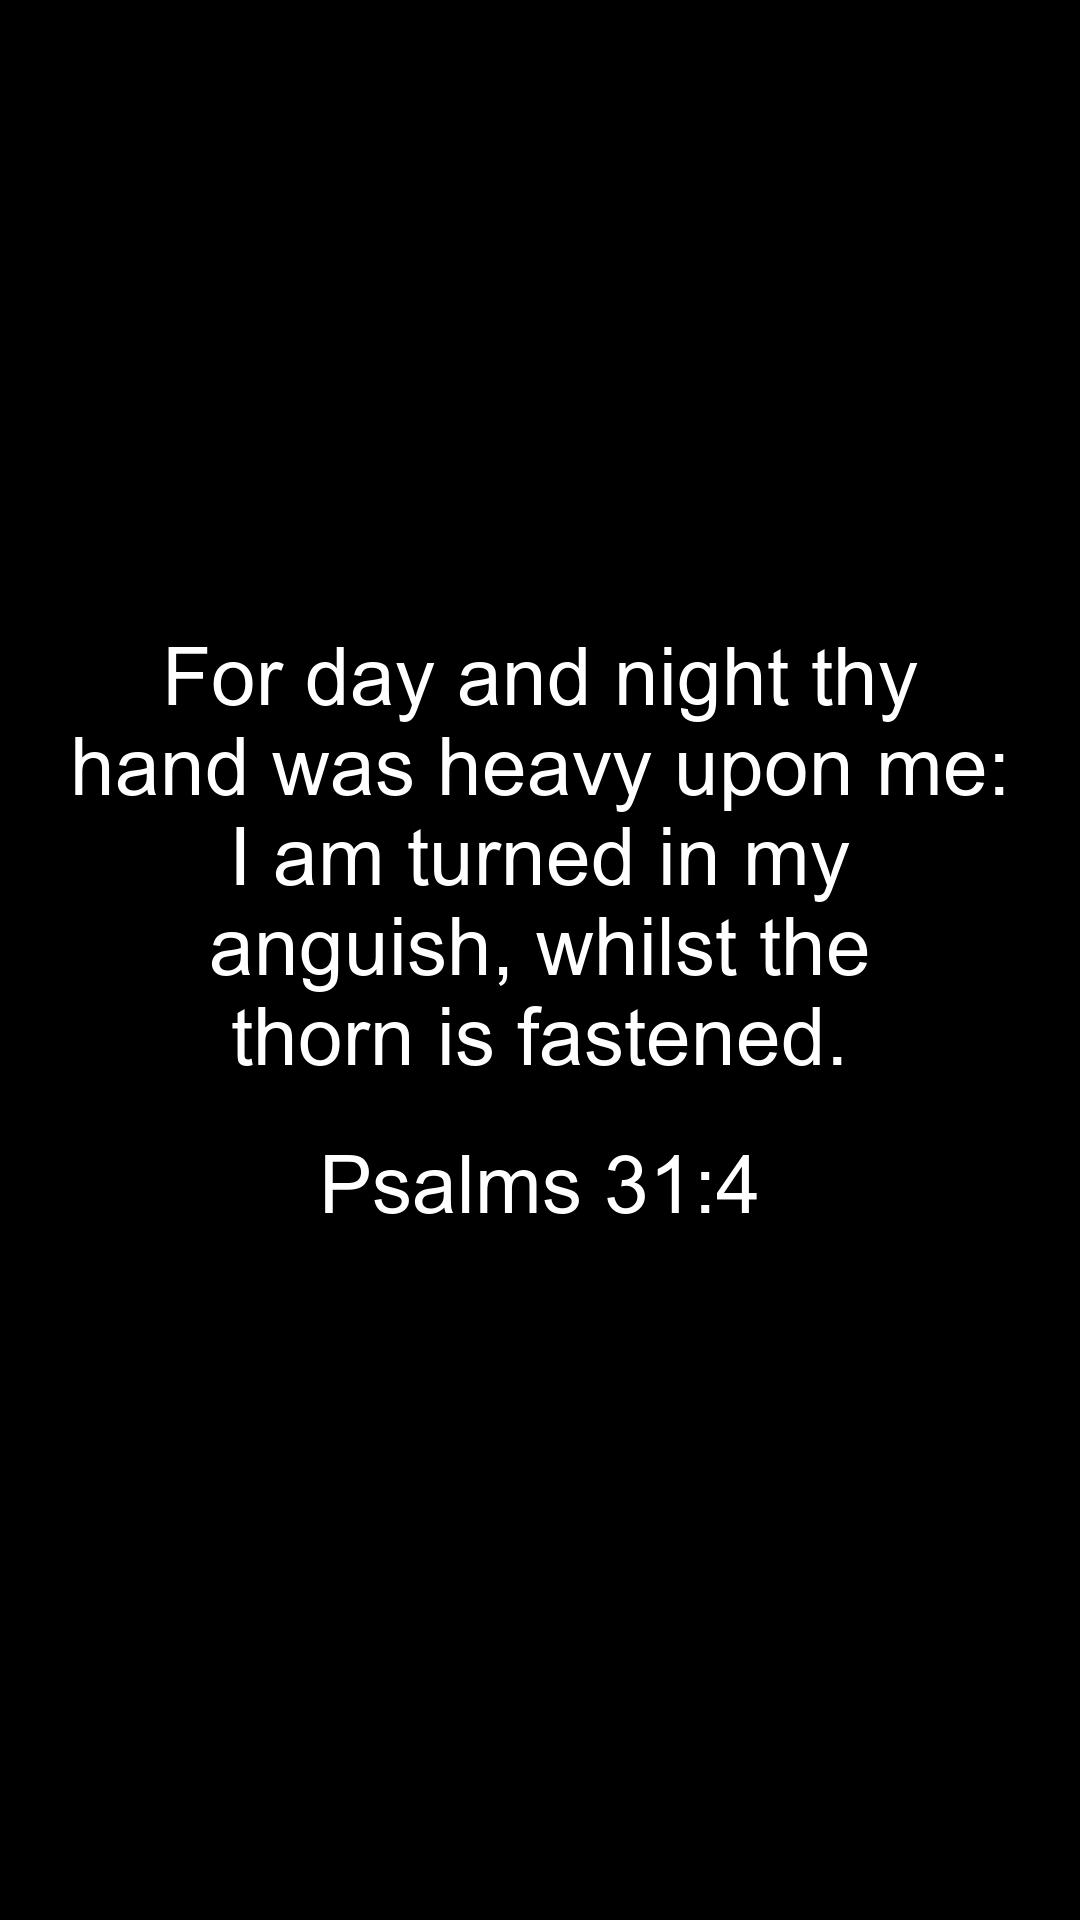 For day and night thy
hand was heavy upon me:
I am turned in my
anguish, whilst the
thorn is fastened.
Psalms 31:4